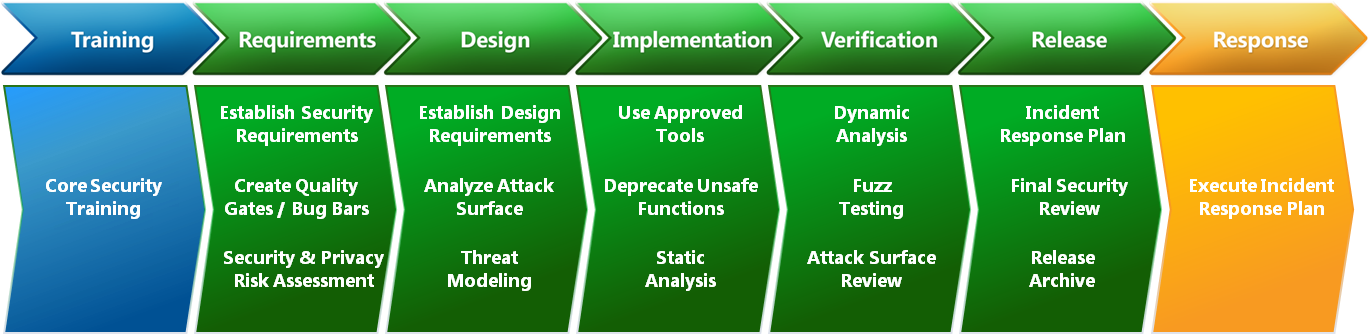 Training
Requirements
Design
Implementation
Verification
Release
Response
Core Security
Training
Establish Security
Requirements
Create Quality
Gates / Bug Bars
Security & Privacy
Risk Assessment
Establish Design
Requirements
Analyze Attack
Surface
Threat
Modeling
Use Approved
Tools
Deprecate Unsafe
Functions
Static
Analysis
Dynamic
Analysis
Fuzz
Testing
Attack Surface
Review
Incident
Response Plan
Final Security
Review
Release
Archive
Execute Incident
Response Plan